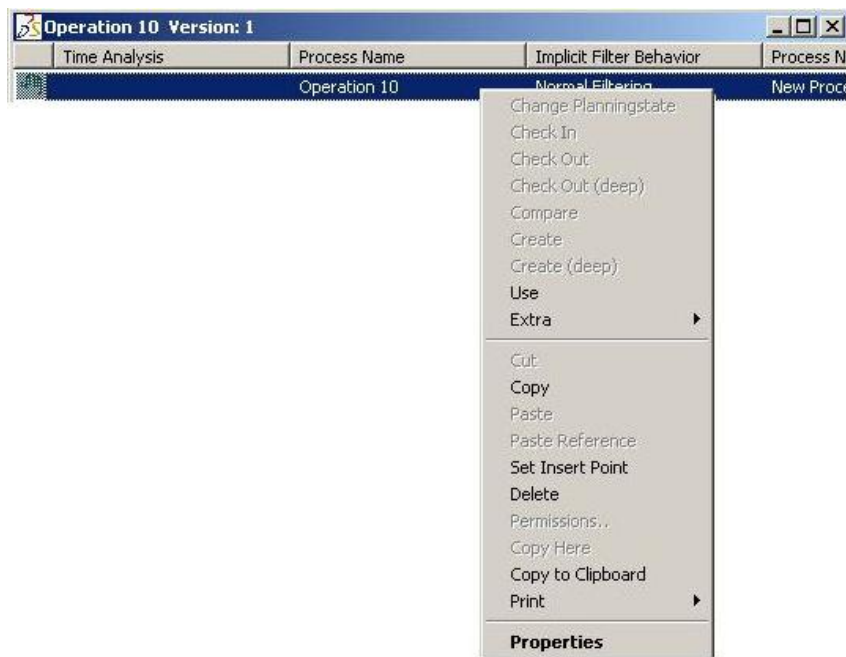 Operation 10 Version: 1
Time Analysis Process Name Implicit Filter Behavior Process N
Operation 10 Normal Filtering New Proce
Change Planningstate
Check In
Check Out
Check Out (deep)
Compare
Create
Create (deep)
Use
Extra
Cut
Copy
Paste
Paste Reference
Set Insert Point
Delete
Permissions..
Copy Here
Copy to Clipboard
Print
Properties